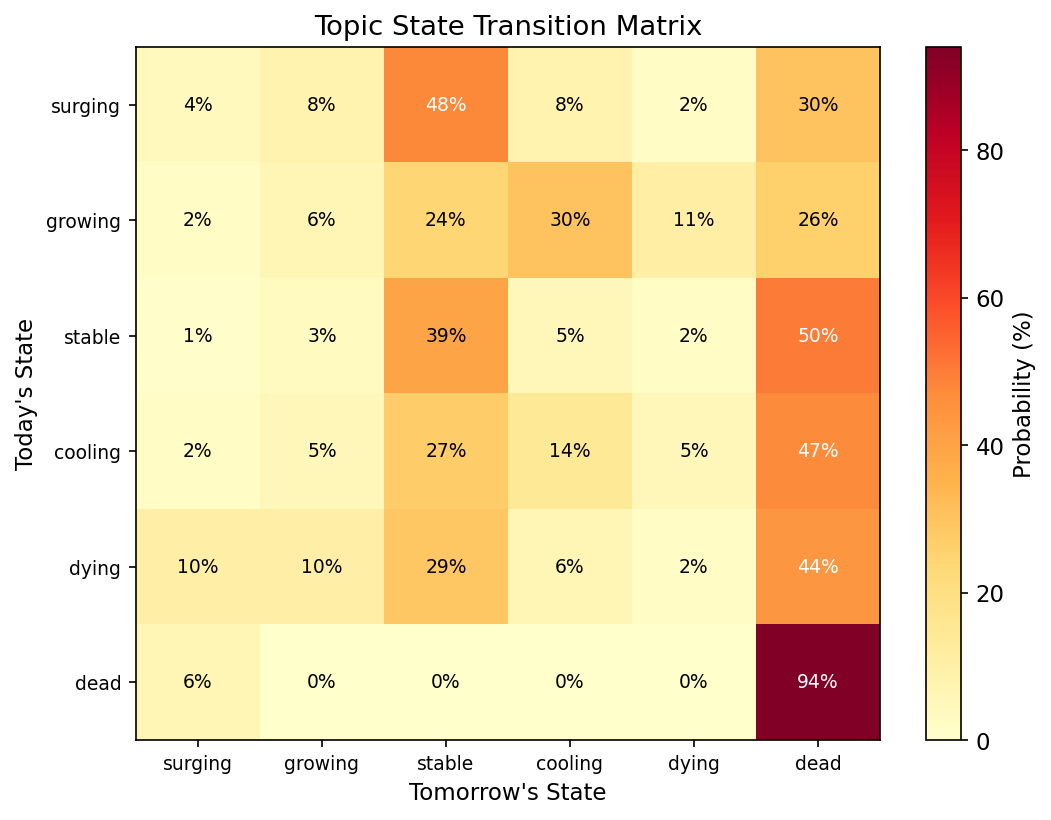 Topic State Transition Matrix
surging 4% 8% 48% 8% 2% 30%
growing 2% 6% 24% 30% 11% 26%
stable 1% 3% 39% 5% 2% 50%
cooling 2% 5% 27% 14% 5% 47%
dying 10% 10% 29% 6% 2% 44%
dead 6% 0% 0% 0% 0% 94%
surging growing stable cooling dying dead
Tomorrow's State
Today's State
80
60
40
20
0
Probability (%)